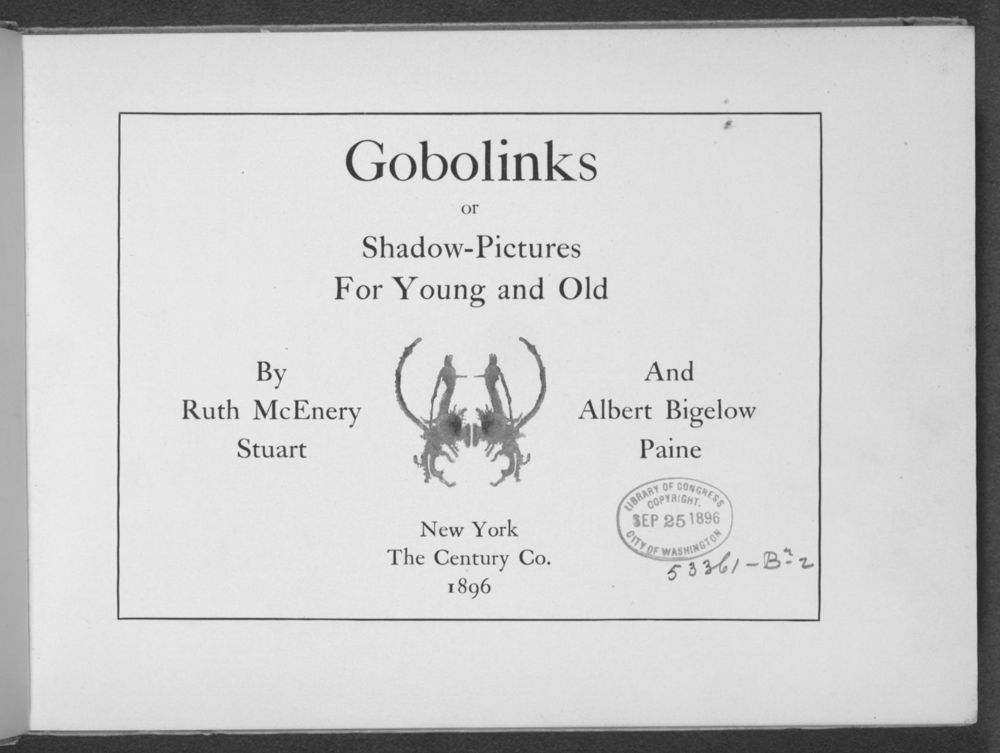 Gobolinks
or
Shadow-Pictures
For Young and Old
By
Ruth McEnery
Stuart
And
Albert Bigelow
Paine
New York
The Century Co.
1896
LIBRARY OF CONGRESS
COPYRIGHT.
SEP 25 1896
CITY OF WASHINGTON
53361-B